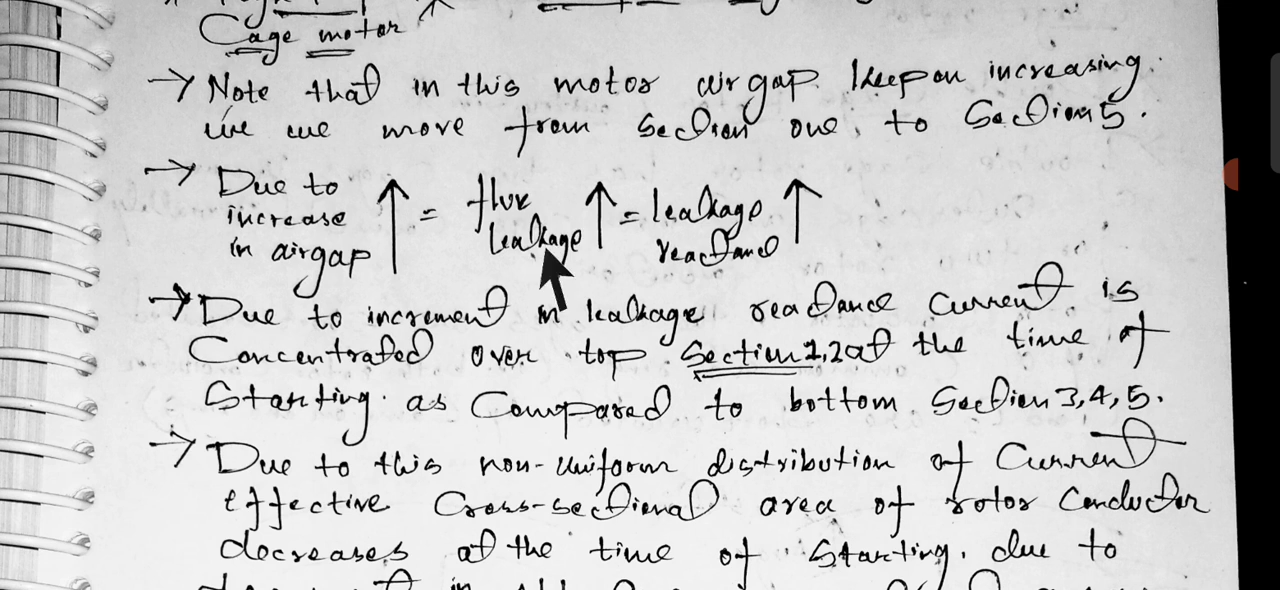 Cage motor
→ Note that in this motor air gap keep on increasing.
we move from Section one to Section 5.
→ Due to increase in airgap ↑ = flux leakage ↑ = leakage reactance ↑
→ Due to increment in leakage reactance current is
Concentrated over top Section 1,2 at the time of
Starting as Compared to bottom Section 3,4,5.
→ Due to this non-uniform distribution of Current
effective Cross-sectional area of rotor Conductor
decreases at the time of Starting. due to